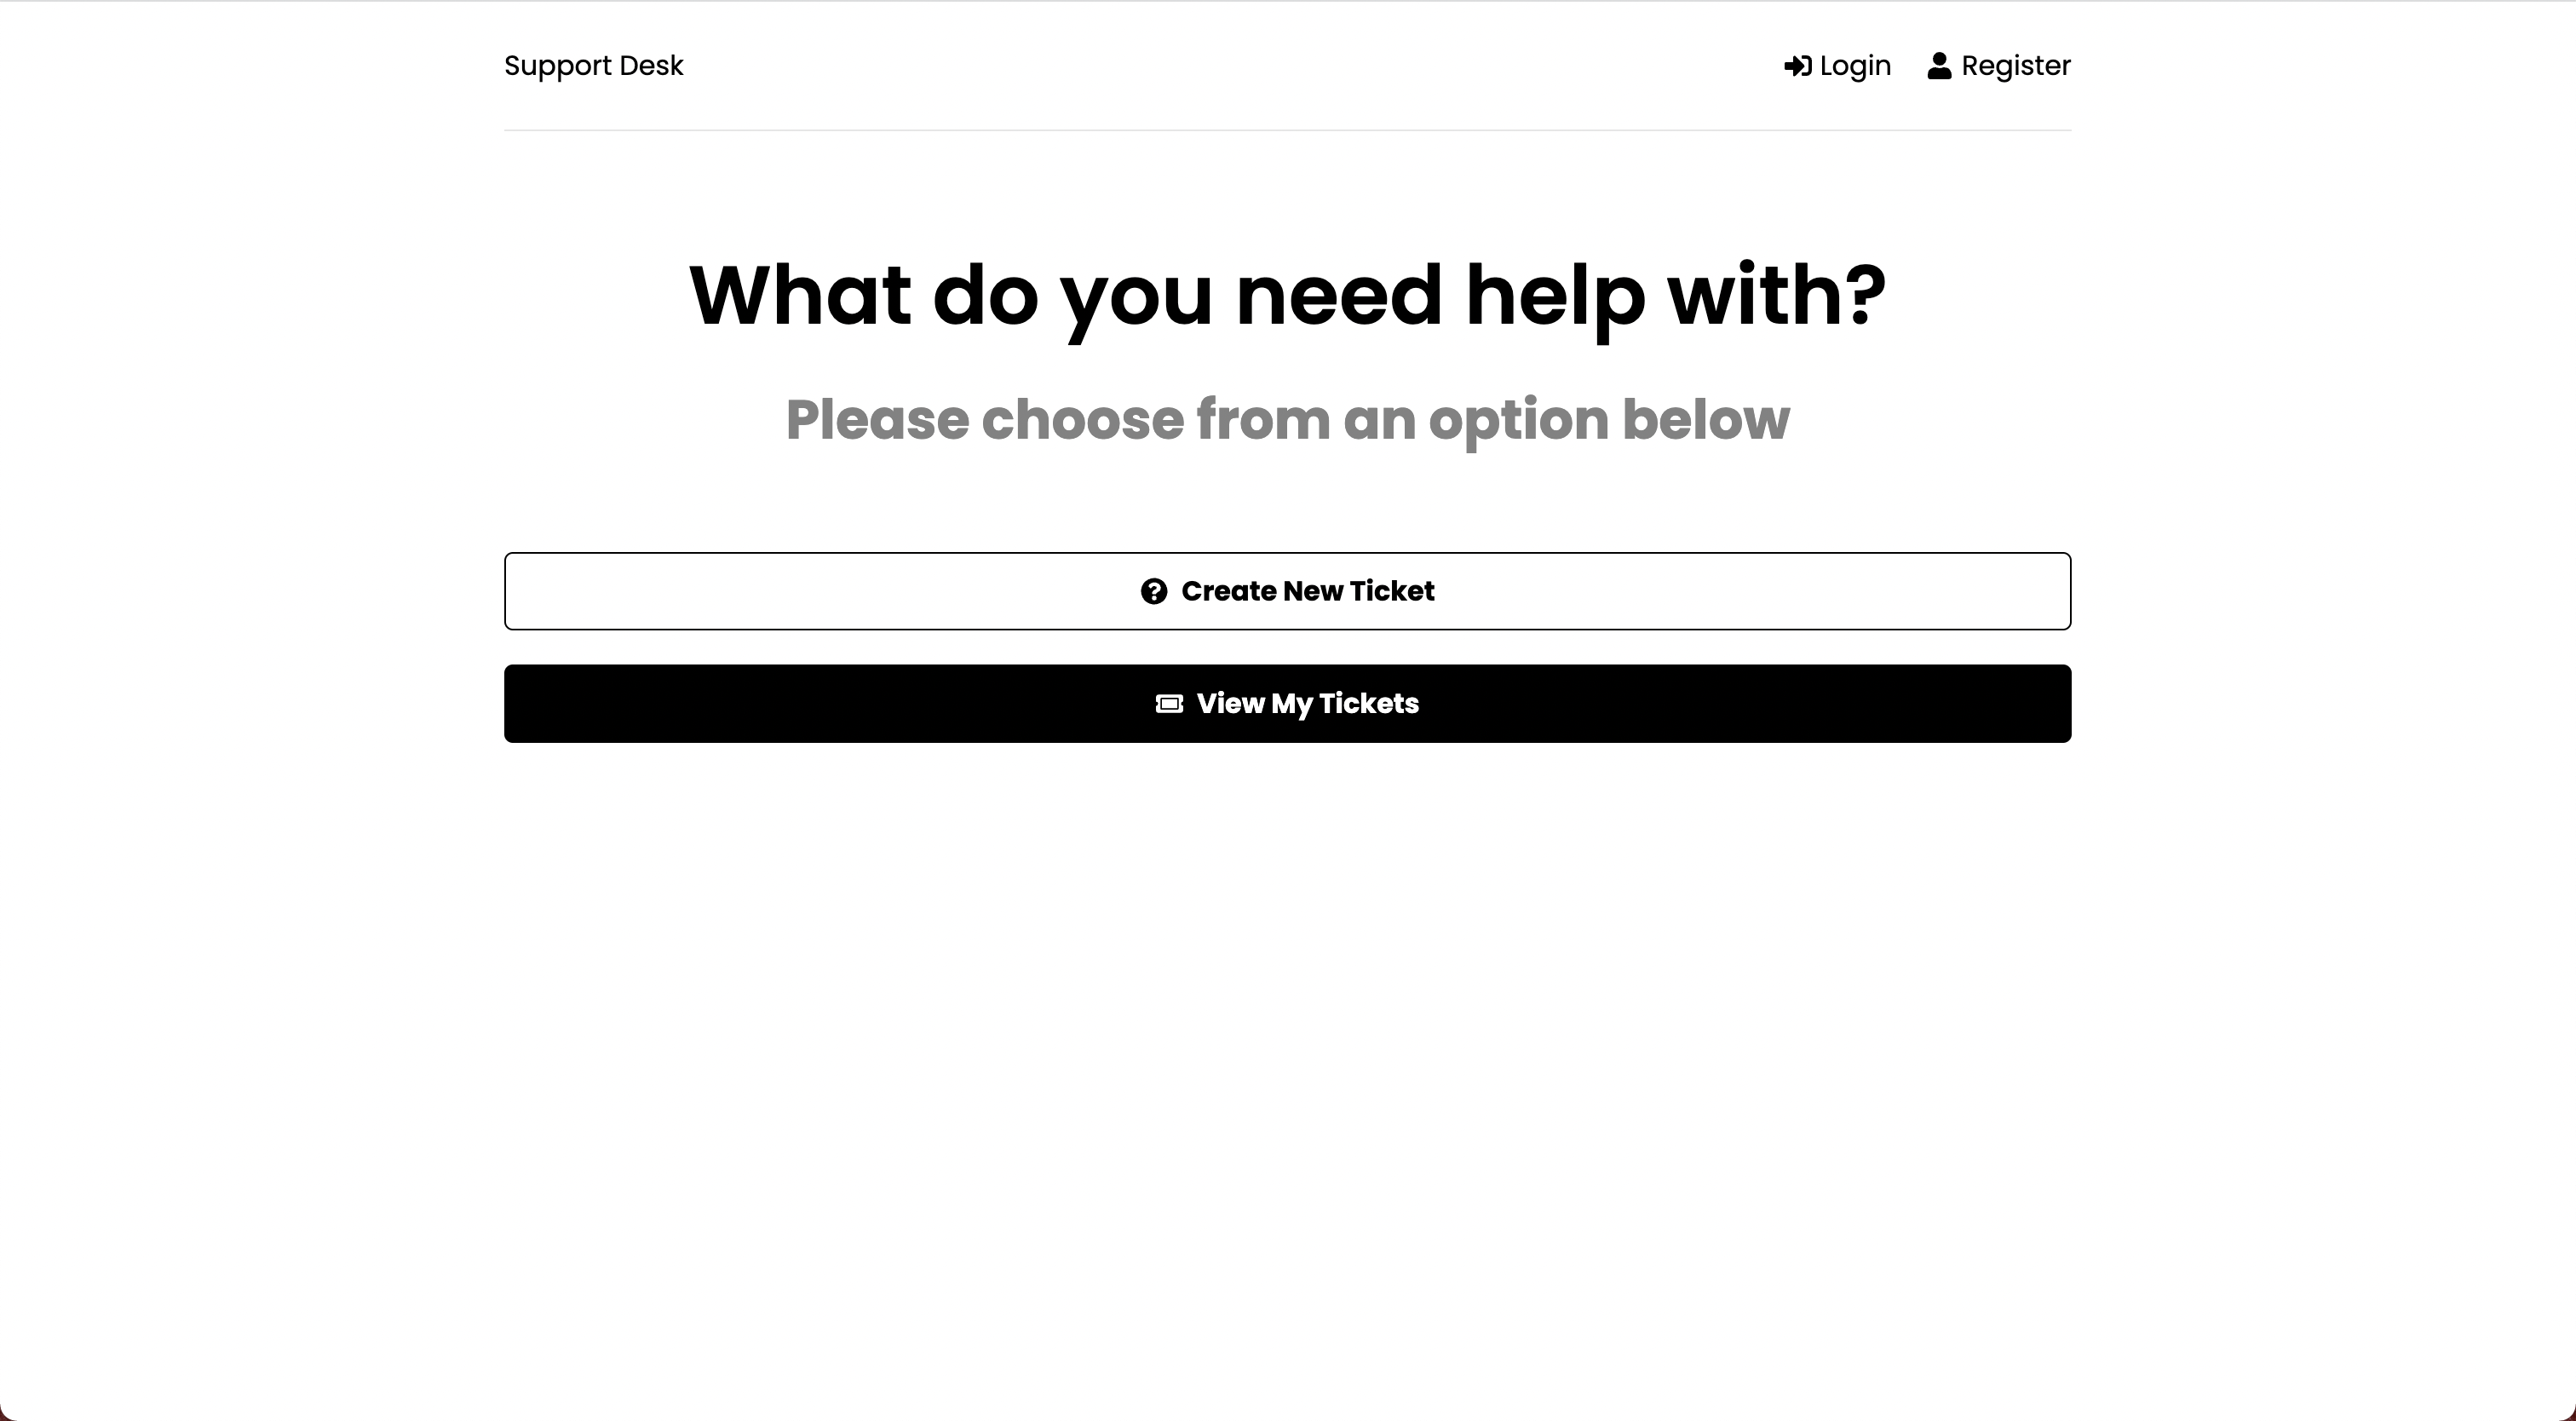 Support Desk
Login
Register
What do you need help with?
Please choose from an option below
Create New Ticket
View My Tickets